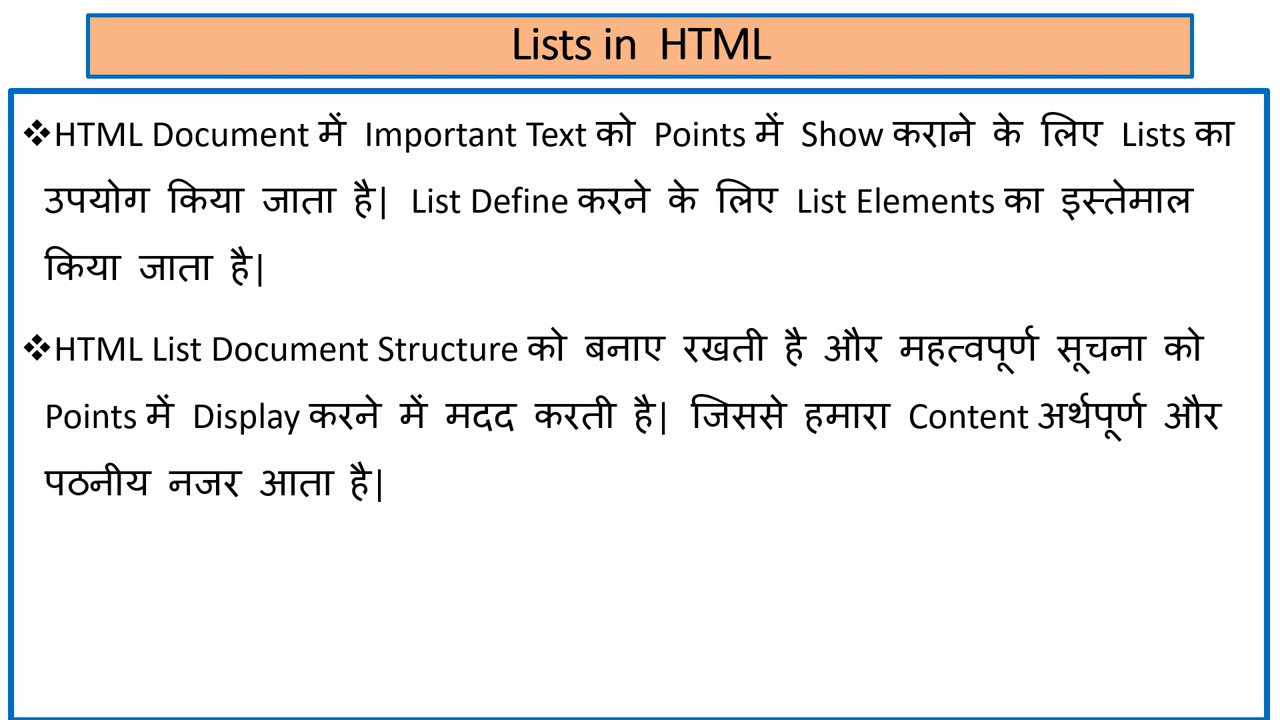 Lists in HTML
❖HTML Document में Important Text को Points में Show कराने के लिए Lists का
उपयोग किया जाता है| List Define करने के लिए List Elements का इस्तेमाल
किया जाता है|
❖HTML List Document Structure को बनाए रखती है और महत्वपूर्ण सूचना को
Points में Display करने में मदद करती है| जिससे हमारा Content अर्थपूर्ण और
पठनीय नजर आता है|